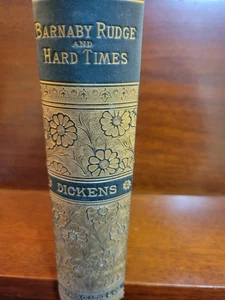 BARNABY RUDGE
AND
HARD TIMES
DICKENS